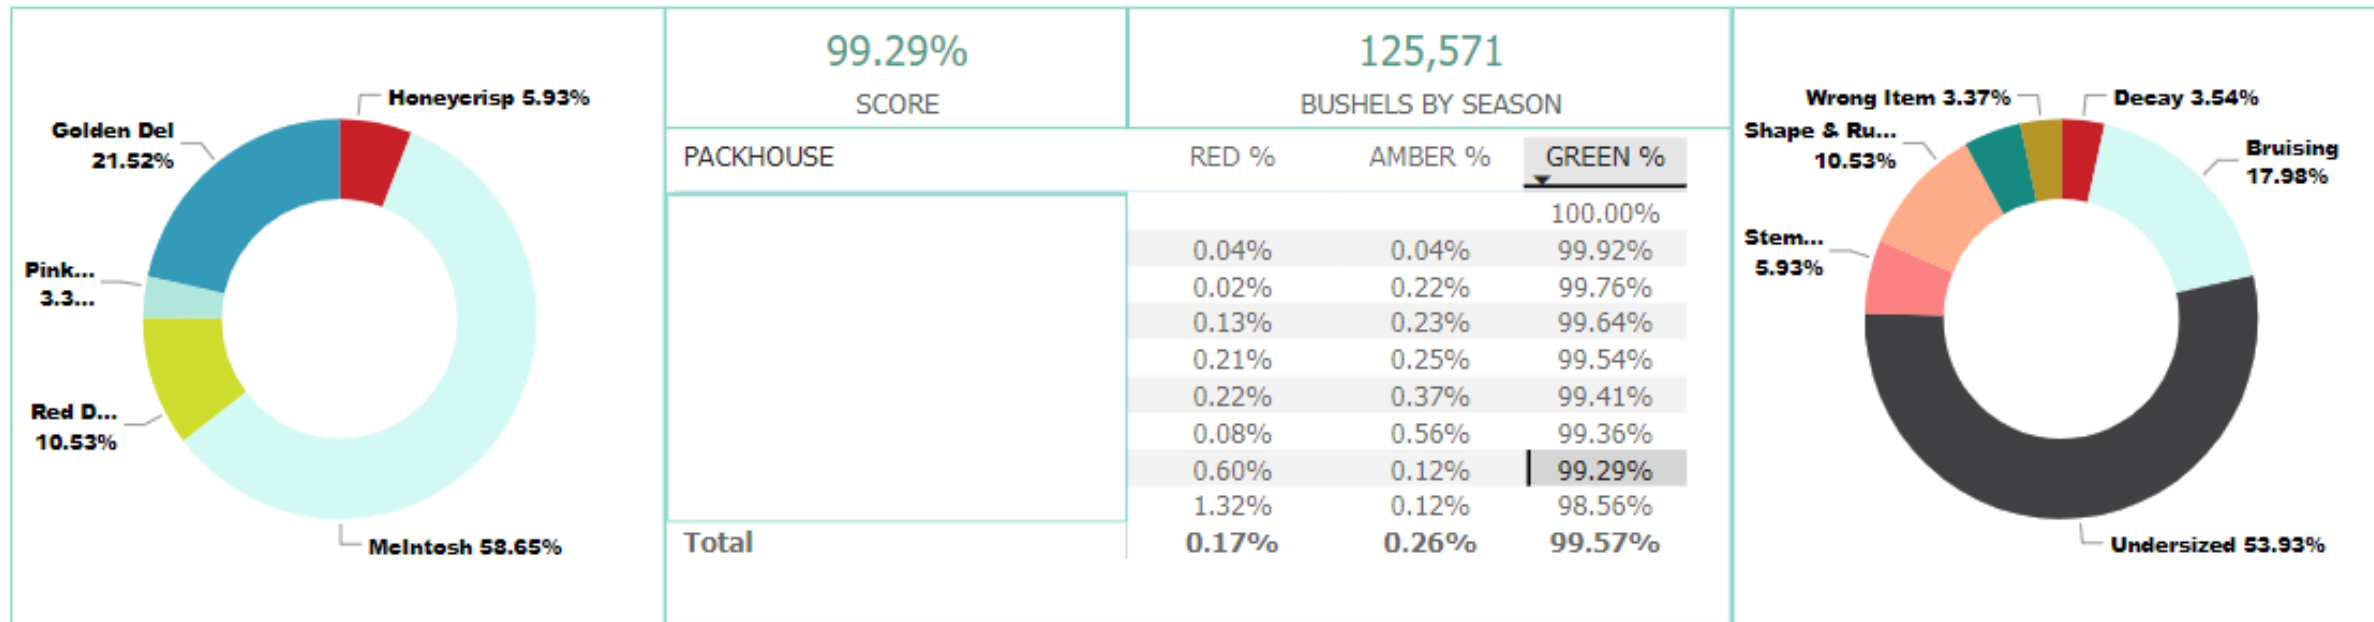 Honeycrisp 5.93%
Golden Del
21.52%
Pink...
3.3...
Red D...
10.53%
McIntosh 58.65%
99.29%
SCORE
125,571
BUSHELS BY SEASON
PACKHOUSE RED % AMBER % GREEN %
100.00%
0.04% 0.04% 99.92%
0.02% 0.22% 99.76%
0.13% 0.23% 99.64%
0.21% 0.25% 99.54%
0.22% 0.37% 99.41%
0.08% 0.56% 99.36%
0.60% 0.12% 99.29%
1.32% 0.12% 98.56%
Total 0.17% 0.26% 99.57%
Wrong Item 3.37%
Decay 3.54%
Shape & Ru...
10.53%
Bruising
17.98%
Stem...
5.93%
Undersized 53.93%